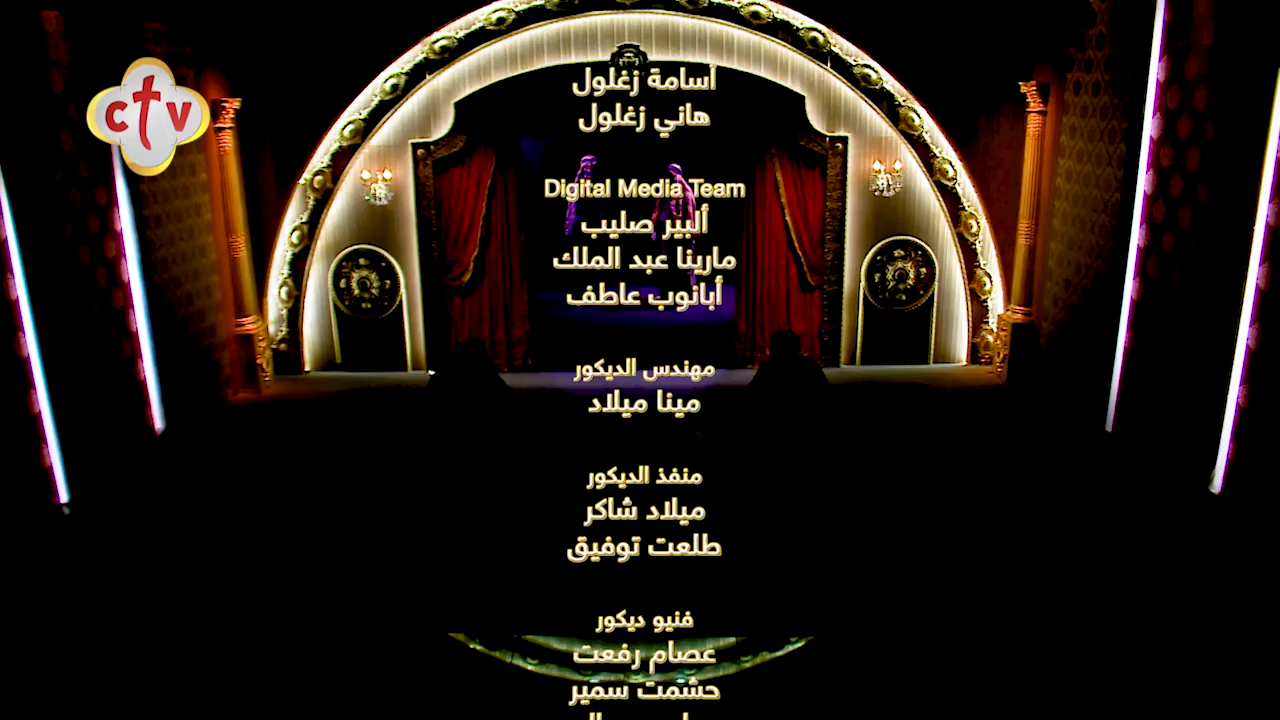 ctv
أسامة زغلول
هاني زغلول
Digital Media Team
ألبير صليب
مارينا عبد الملك
أبانوب عاطف
مهندس الديكور
مينا ميلاد
منفذ الديكور
ميلاد شاكر
طلعت توفيق
فنيو ديكور
عصام رفعت
حشمت سمير